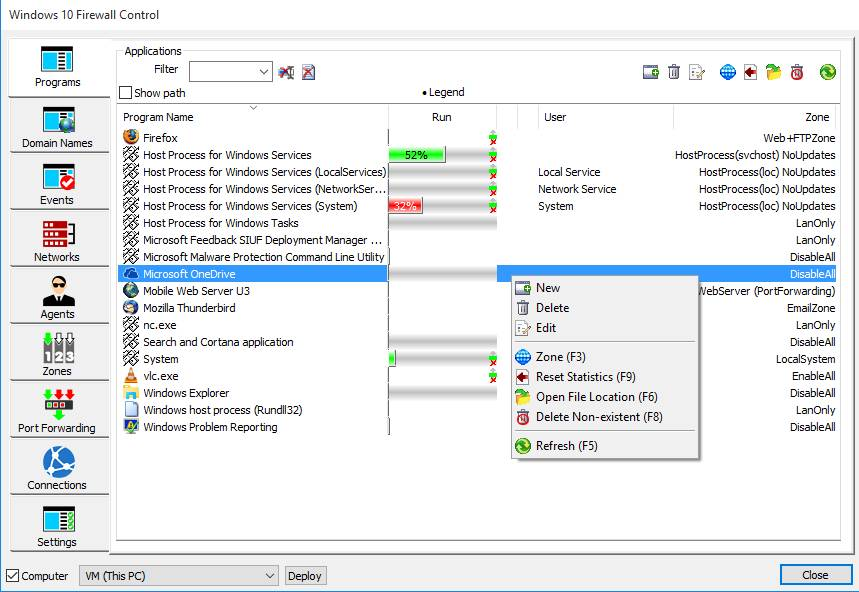 Windows 10 Firewall Control
Programs
Domain Names
Events
Networks
Agents
Zones
Port Forwarding
Connections
Settings
Applications
Filter
Show path
• Legend
Program Name Run User Zone
Firefox Web+FTPZone
Host Process for Windows Services 52% HostProcess(svchost) NoUpdates
Host Process for Windows Services (LocalServices) Local Service HostProcess(loc) NoUpdates
Host Process for Windows Services (NetworkSer... Network Service HostProcess(loc) NoUpdates
Host Process for Windows Services (System) 32% System HostProcess(loc) NoUpdates
Host Process for Windows Tasks LanOnly
Microsoft Feedback SIUF Deployment Manager ... LanOnly
Microsoft Malware Protection Command Line Utility DisableAll
Microsoft OneDrive DisableAll
Mobile Web Server U3 WebServer (PortForwarding)
Mozilla Thunderbird EmailZone
nc.exe LanOnly
Search and Cortana application DisableAll
System LocalSystem
vlc.exe EnableAll
Windows Explorer DisableAll
Windows host process (Rundll32) LanOnly
Windows Problem Reporting DisableAll
New
Delete
Edit
Zone (F3)
Reset Statistics (F9)
Open File Location (F6)
Delete Non-existent (F8)
Refresh (F5)
Computer VM (This PC) Deploy Close